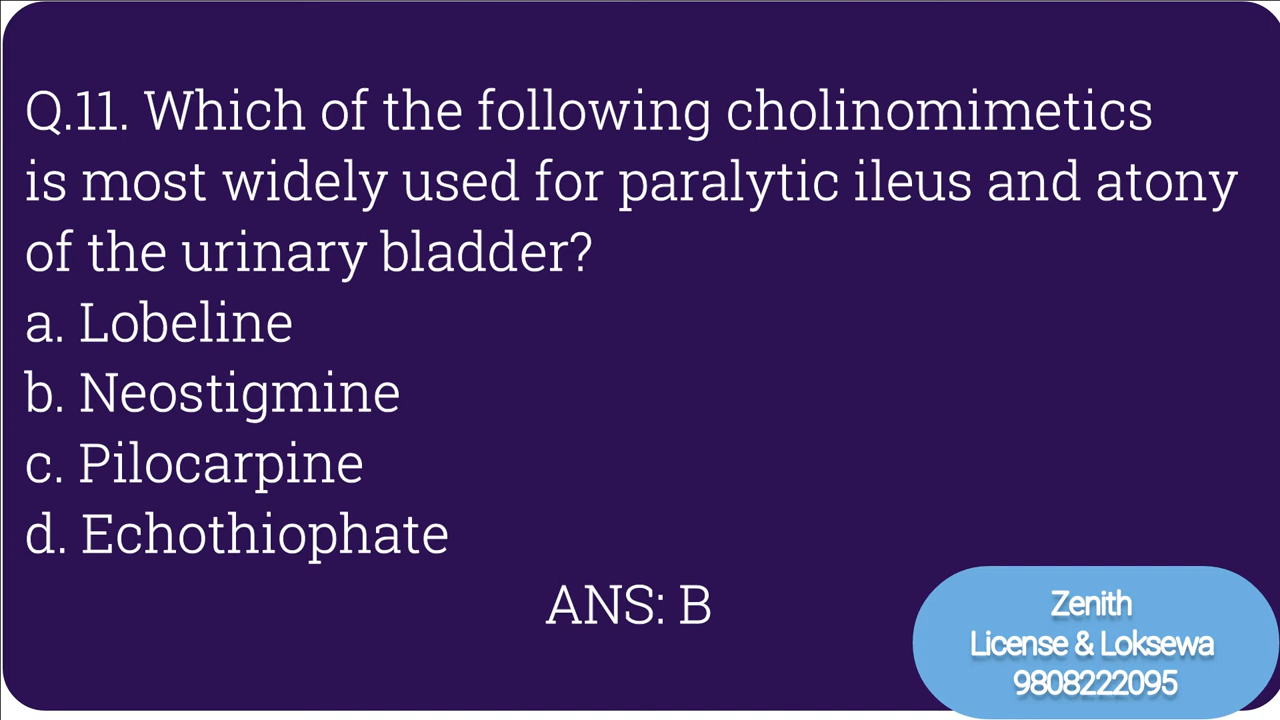 Q.11. Which of the following cholinomimetics
is most widely used for paralytic ileus and atony
of the urinary bladder?
a. Lobeline
b. Neostigmine
c. Pilocarpine
d. Echothiophate
ANS: B
Zenith
License & Loksewa
9808222095